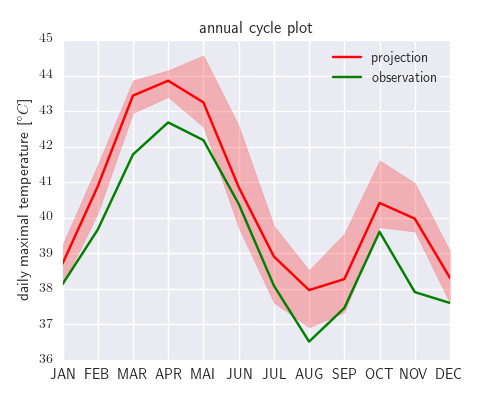 annual cycle plot
projection
observation
daily maximal temperature [°C]
45
44
43
42
41
40
39
38
37
36
JAN FEB MAR APR MAI JUN JUL AUG SEP OCT NOV DEC